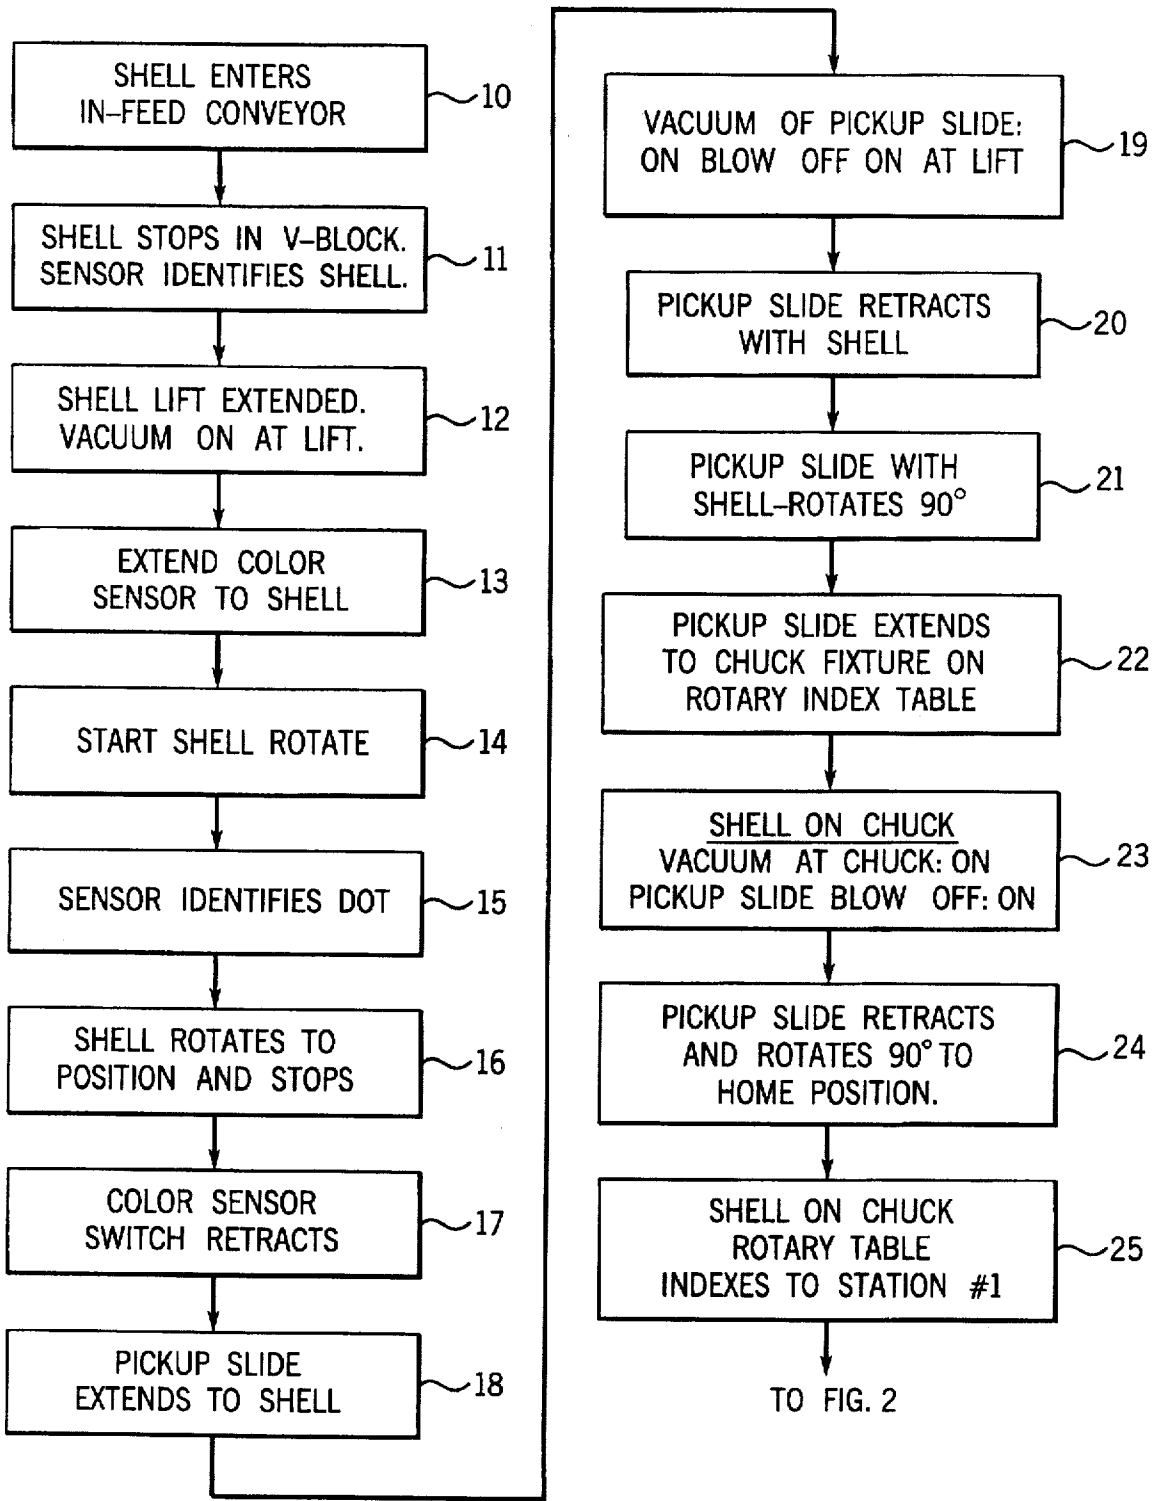 SHELL ENTERS
IN-FEED CONVEYOR
10
SHELL STOPS IN V-BLOCK.
SENSOR IDENTIFIES SHELL.
11
SHELL LIFT EXTENDED.
VACUUM ON AT LIFT.
12
EXTEND COLOR
SENSOR TO SHELL
13
START SHELL ROTATE
14
SENSOR IDENTIFIES DOT
15
SHELL ROTATES TO
POSITION AND STOPS
16
COLOR SENSOR
SWITCH RETRACTS
17
PICKUP SLIDE
EXTENDS TO SHELL
18
VACUUM OF PICKUP SLIDE:
ON BLOW OFF ON AT LIFT
19
PICKUP SLIDE RETRACTS
WITH SHELL
20
PICKUP SLIDE WITH
SHELL-ROTATES 90°
21
PICKUP SLIDE EXTENDS
TO CHUCK FIXTURE ON
ROTARY INDEX TABLE
22
SHELL ON CHUCK
VACUUM AT CHUCK: ON
PICKUP SLIDE BLOW OFF: ON
23
PICKUP SLIDE RETRACTS
AND ROTATES 90° TO
HOME POSITION.
24
SHELL ON CHUCK
ROTARY TABLE
INDEXES TO STATION #1
25
TO FIG. 2